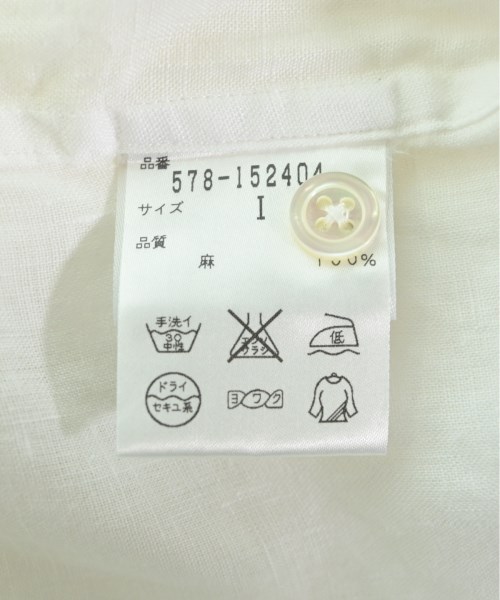 品番
578-152404
サイズ I
品質
麻 100%
手洗イ
30
中性
エンソ
サラシ
低
ドライ
セキユ系
ヨワク